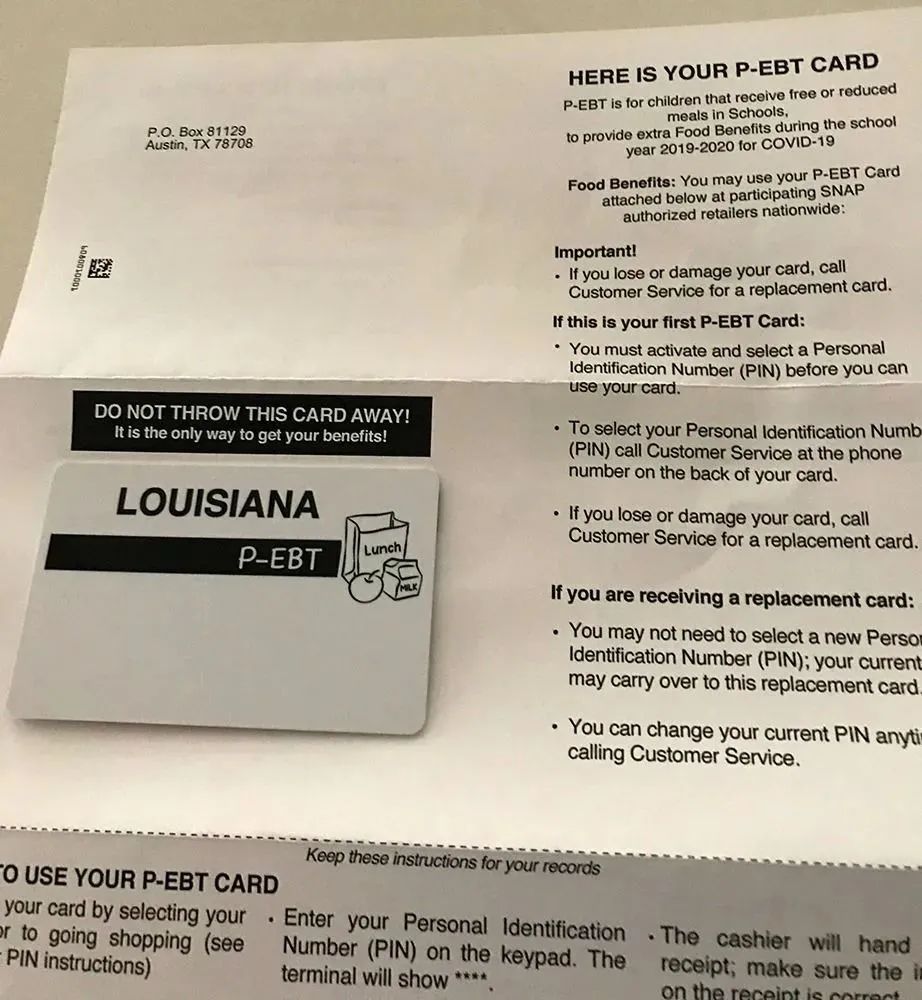 P.O. Box 81129
Austin, TX 78708
HERE IS YOUR P-EBT CARD
P-EBT is for children that receive free or reduced
meals in Schools,
to provide extra Food Benefits during the school
year 2019-2020 for COVID-19
Food Benefits: You may use your P-EBT Card
attached below at participating SNAP
authorized retailers nationwide:
Important!
• If you lose or damage your card, call
Customer Service for a replacement card.
If this is your first P-EBT Card:
• You must activate and select a Personal
Identification Number (PIN) before you can
use your card.
• To select your Personal Identification Numb
(PIN) call Customer Service at the phone
number on the back of your card.
• If you lose or damage your card, call
Customer Service for a replacement card.
If you are receiving a replacement card:
• You may not need to select a new Perso
Identification Number (PIN); your current
may carry over to this replacement card.
• You can change your current PIN anyti
calling Customer Service.
DO NOT THROW THIS CARD AWAY!
It is the only way to get your benefits!
LOUISIANA
P-EBT
Lunch
MILK
Keep these instructions for your records
O USE YOUR P-EBT CARD
your card by selecting your
or to going shopping (see
PIN instructions)
• Enter your Personal Identification
Number (PIN) on the keypad. The
terminal will show ****.
• The cashier will hand
receipt; make sure the i
on the receipt is correct